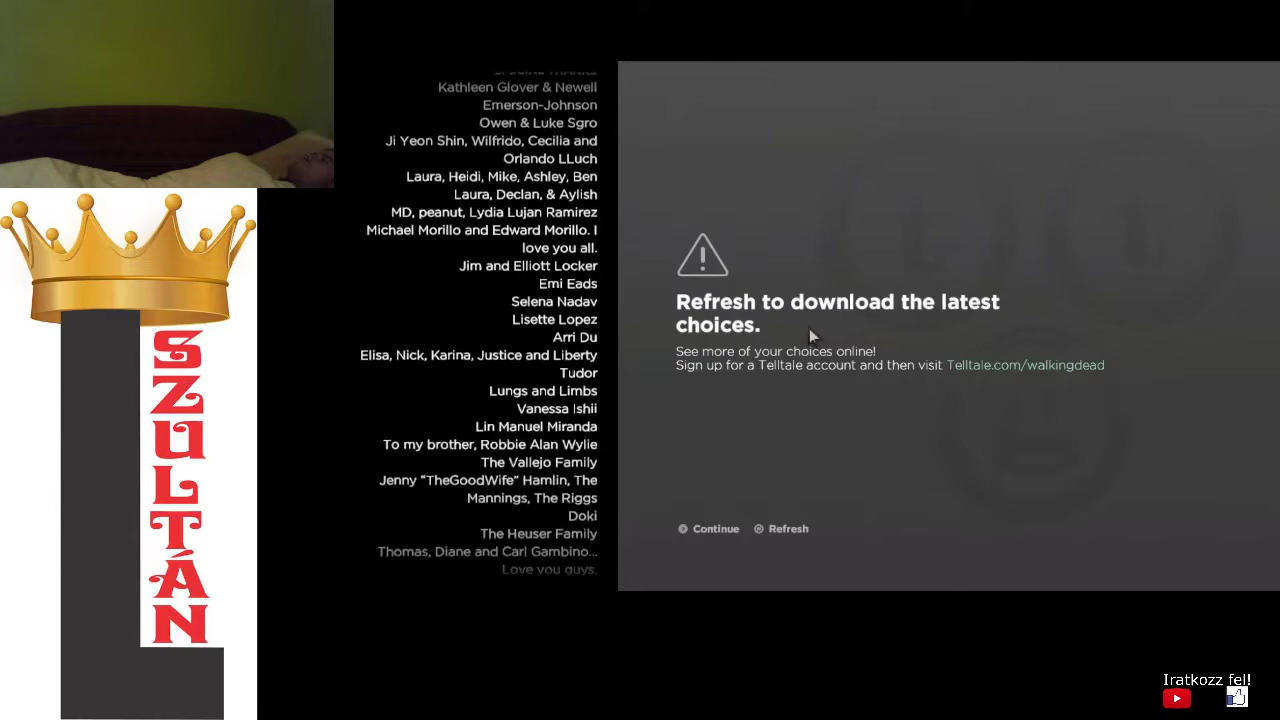 Kathleen Glover & Newell
Emerson-Johnson
Owen & Luke Sgro
Ji Yeon Shin, Wilfrido, Cecilia and
Orlando LLuch
Laura, Heidi, Mike, Ashley, Ben
Laura, Declan, & Aylish
MD, peanut, Lydia Lujan Ramirez
Michael Morillo and Edward Morillo. I
love you all.
Jim and Elliott Locker
Emi Eads
Selena Nadav
Lisette Lopez
Arri Du
Elisa, Nick, Karina, Justice and Liberty
Tudor
Lungs and Limbs
Vanessa Ishii
Lin Manuel Miranda
To my brother, Robbie Alan Wylie
The Vallejo Family
Jenny “TheGoodWife” Hamlin, The
Mannings, The Riggs
Doki
The Heuser Family
Thomas, Diane and Carl Gambino...
Love you guys.
Refresh to download the latest
choices.
See more of your choices online!
Sign up for a Telltale account and then visit Telltale.com/walkingdead
Continue Refresh
L
SZULTÁN
Iratkozz fel!